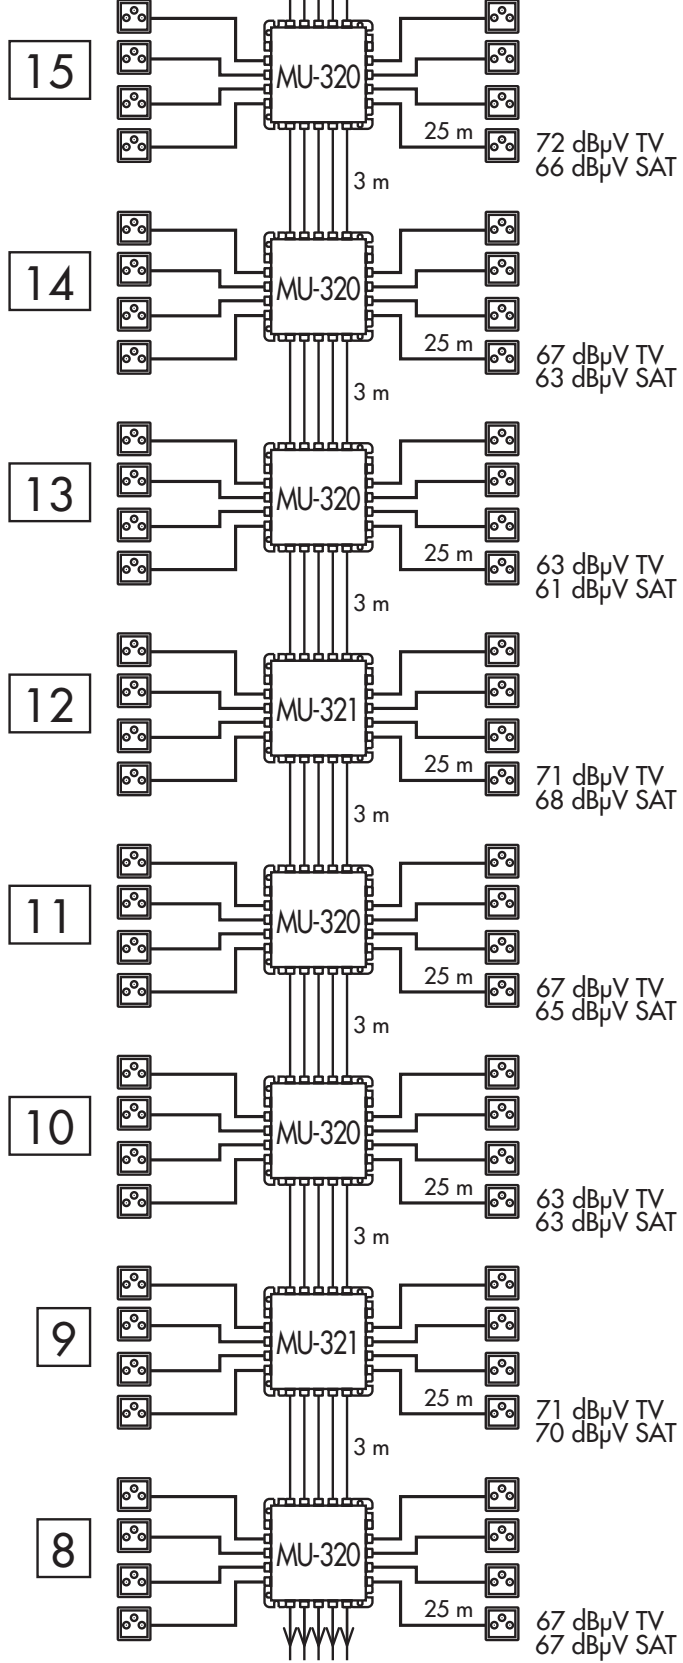 15
MU-320
25 m
72 dBµV TV
66 dBµV SAT
3 m
14
MU-320
25 m
67 dBµV TV
63 dBµV SAT
3 m
13
MU-320
25 m
63 dBµV TV
61 dBµV SAT
3 m
12
MU-321
25 m
71 dBµV TV
68 dBµV SAT
3 m
11
MU-320
25 m
67 dBµV TV
65 dBµV SAT
3 m
10
MU-320
25 m
63 dBµV TV
63 dBµV SAT
3 m
9
MU-321
25 m
71 dBµV TV
70 dBµV SAT
3 m
8
MU-320
25 m
67 dBµV TV
67 dBµV SAT